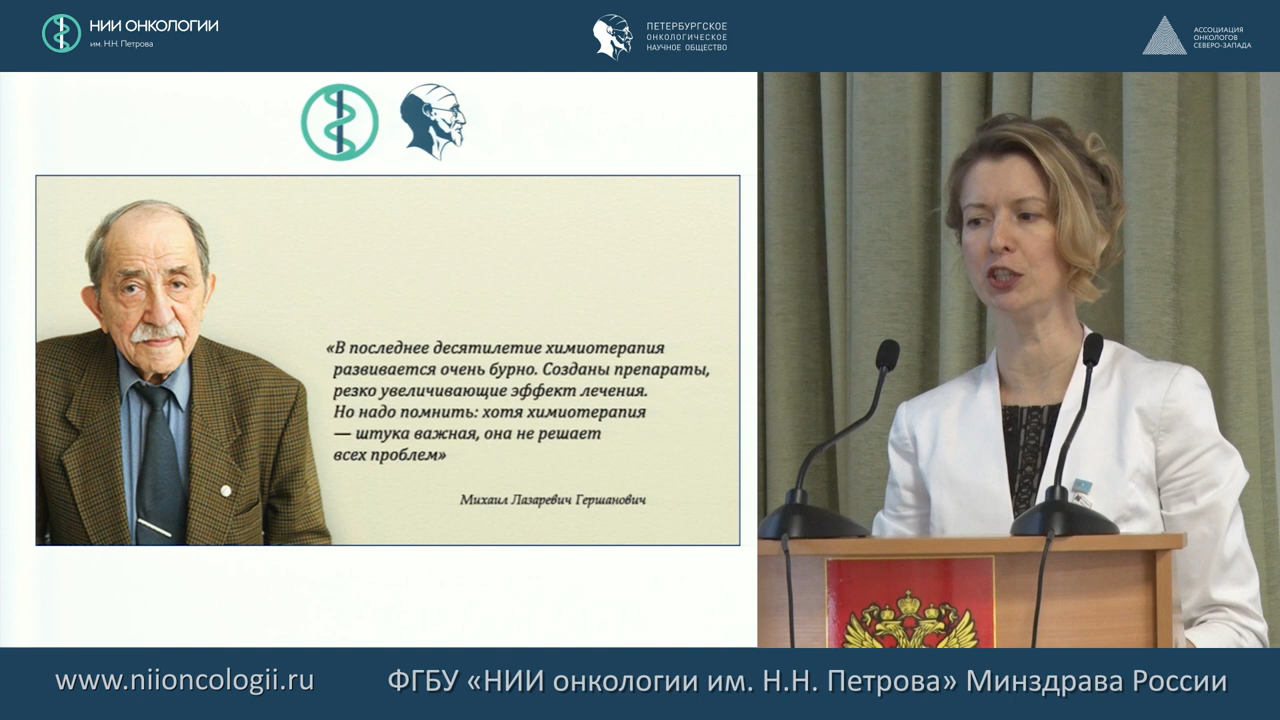 НИИ ОНКОЛОГИИ
им. Н.Н. Петрова
ПЕТЕРБУРГСКОЕ
ОНКОЛОГИЧЕСКОЕ
НАУЧНОЕ ОБЩЕСТВО
АССОЦИАЦИЯ
ОНКОЛОГОВ
СЕВЕРО-ЗАПАДА
«В последнее десятилетие химиотерапия
развивается очень бурно. Созданы препараты,
резко увеличивающие эффект лечения.
Но надо помнить: хотя химиотерапия
— штука важная, она не решает
всех проблем»
Михаил Лазаревич Гершанович
www.niioncologii.ru
ФГБУ «НИИ онкологии им. Н.Н. Петрова» Минздрава России